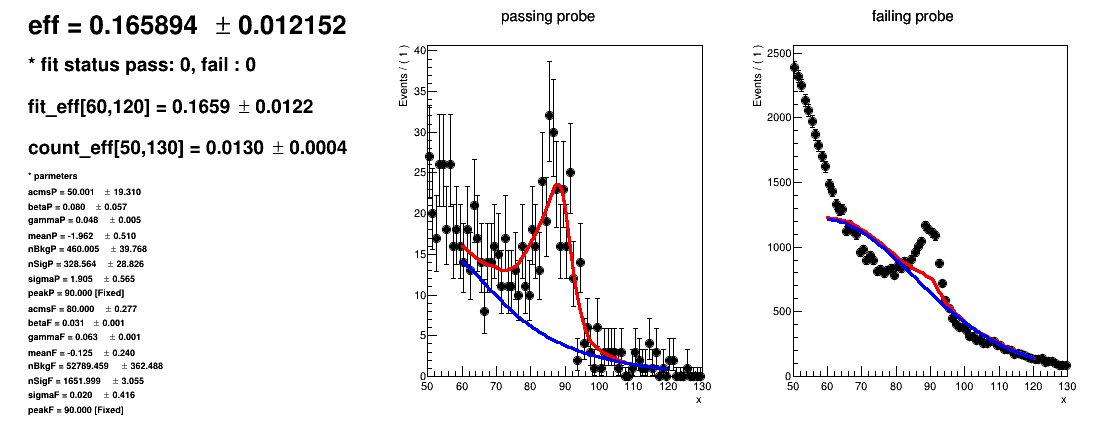 eff = 0.165894 ± 0.012152
* fit status pass: 0, fail : 0
fit_eff[60,120] = 0.1659 ± 0.0122
count_eff[50,130] = 0.0130 ± 0.0004
* parmeters
acmsP = 50.001 ± 19.310
betaP = 0.080 ± 0.057
gammaP = 0.048 ± 0.005
meanP = -1.962 ± 0.510
nBkgP = 460.005 ± 39.768
nSigP = 328.564 ± 28.826
sigmaP = 1.905 ± 0.565
peakP = 90.000 [Fixed]
acmsF = 80.000 ± 0.277
betaF = 0.031 ± 0.001
gammaF = 0.063 ± 0.001
meanF = -0.125 ± 0.240
nBkgF = 52789.459 ± 362.488
nSigF = 1651.999 ± 3.055
sigmaF = 0.020 ± 0.416
peakF = 90.000 [Fixed]
passing probe
Events / ( 1 )
40
35
30
25
20
15
10
5
0
50 60 70 80 90 100 110 120 130
x
failing probe
Events / ( 1 )
2500
2000
1500
1000
500
0
50 60 70 80 90 100 110 120 130
x